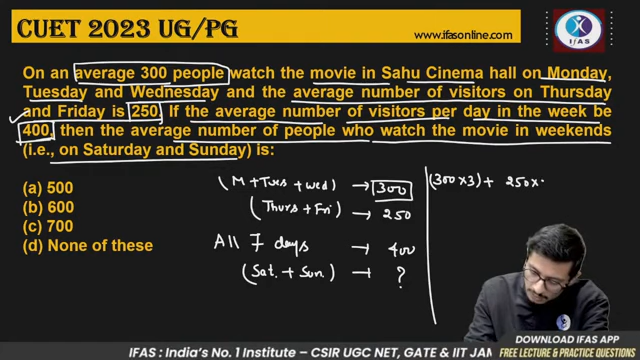 CUET 2023 UG/PG
www.ifasonline.com
iFAS
On an average 300 people watch the movie in Sahu Cinema hall on Monday,
Tuesday and Wednesday and the average number of visitors on Thursday
and Friday is 250. If the average number of visitors per day in the week be
400, then the average number of people who watch the movie in weekends
(i.e., on Saturday and Sunday) is:
(a) 500
(b) 600
(c) 700
(d) None of these
(M + Tues + Wed) → 300
(Thurs + Fri) → 250
All 7 days → 400
(Sat. + Sun.) → ?
(300 × 3) + 250 ×
DOWNLOAD IFAS APP
IFAS: India's No. 1 Institute – CSIR UGC NET, GATE & IIT JAM
FREE LECTURE & PRACTICE QUESTIONS